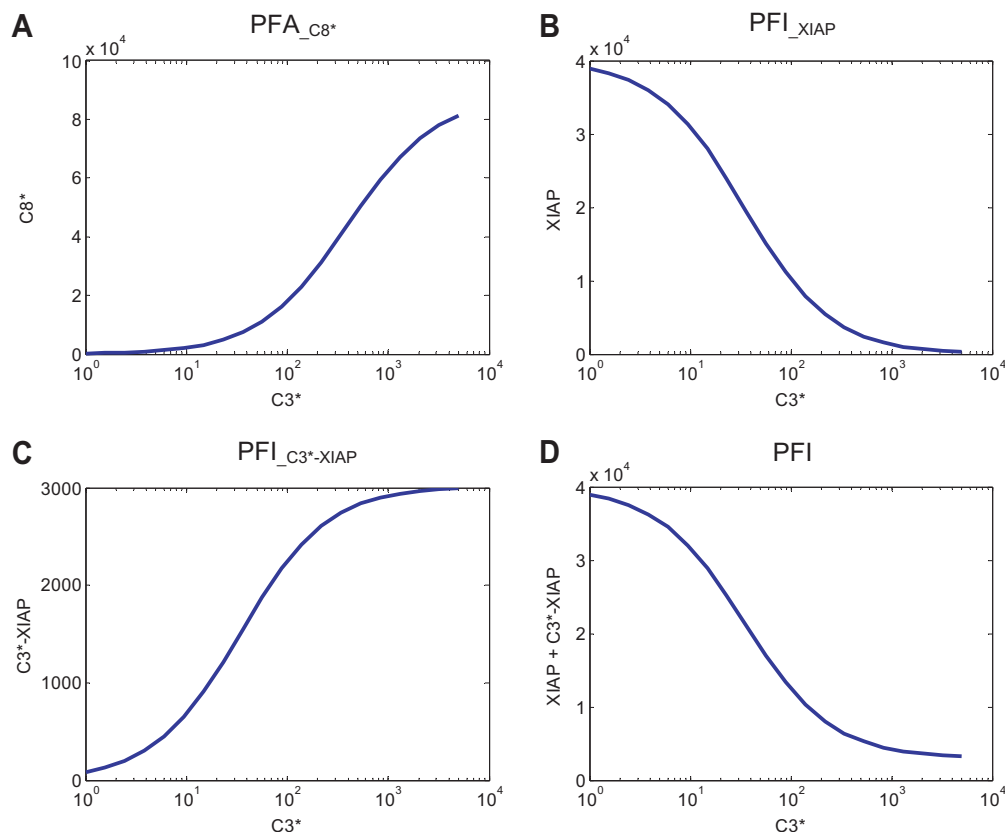 A
PFA_C8*
x 10^4
10
8
6
4
2
0
C8*
10^0 10^1 10^2 10^3 10^4
C3*
B
PFI_XIAP
x 10^4
4
3
2
1
0
XIAP
10^0 10^1 10^2 10^3 10^4
C3*
C
PFI_C3*-XIAP
3000
2000
1000
0
C3*-XIAP
10^0 10^1 10^2 10^3 10^4
C3*
D
PFI
x 10^4
4
3
2
1
0
XIAP + C3*-XIAP
10^0 10^1 10^2 10^3 10^4
C3*